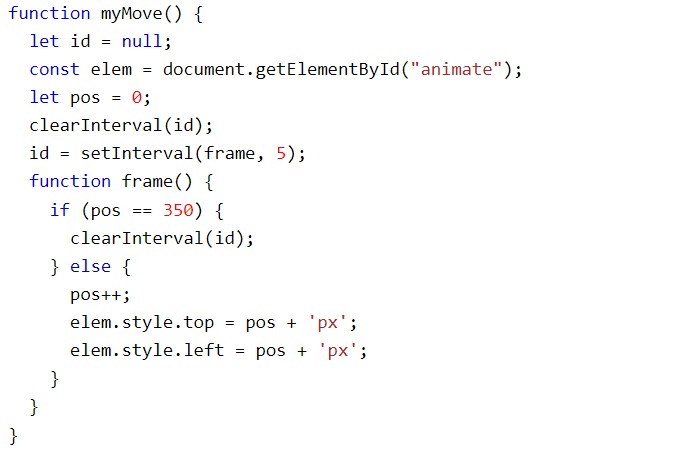 function myMove() {
  let id = null;
  const elem = document.getElementById("animate");
  let pos = 0;
  clearInterval(id);
  id = setInterval(frame, 5);
  function frame() {
    if (pos == 350) {
      clearInterval(id);
    } else {
      pos++;
      elem.style.top = pos + 'px';
      elem.style.left = pos + 'px';
    }
  }
}